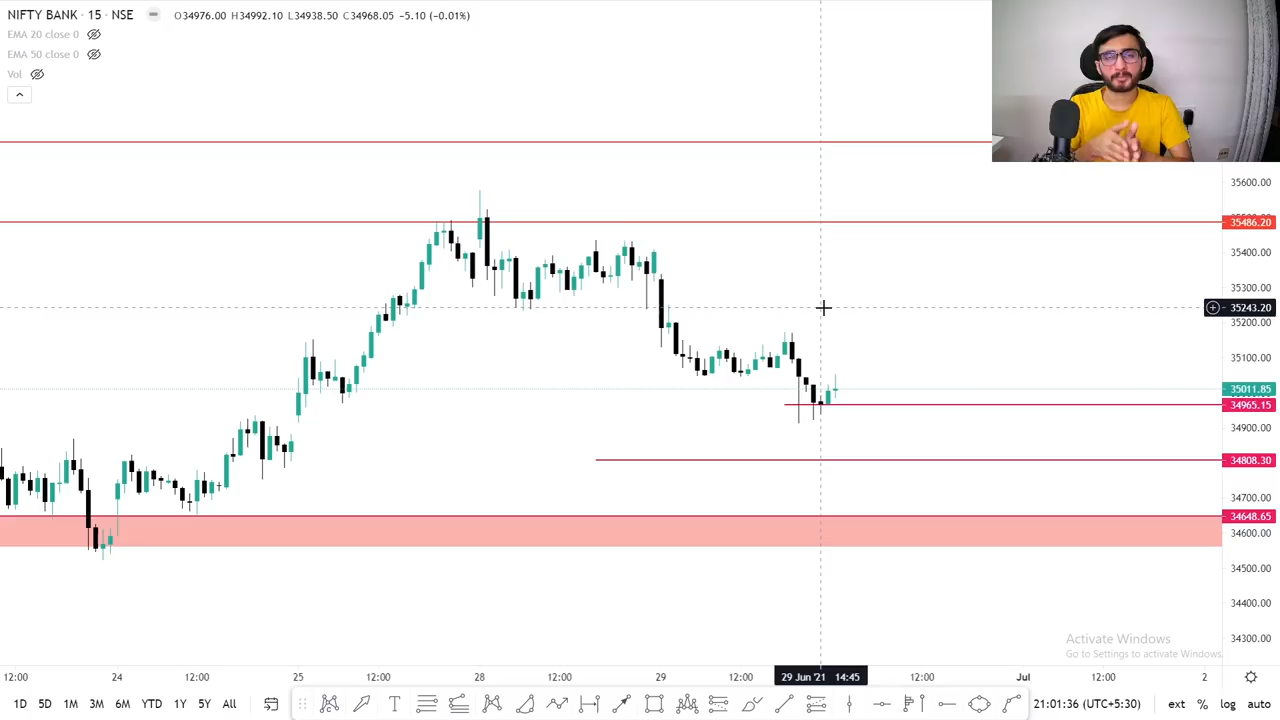 NIFTY BANK · 15 · NSE O34976.00 H34992.10 L34938.50 C34968.05 −5.10 (−0.01%)
EMA 20 close 0
EMA 50 close 0
Vol
35600.00
35486.20
35400.00
35300.00
35243.20
35200.00
35100.00
35011.85
34965.15
34900.00
34808.30
34700.00
34648.65
34600.00
34500.00
34400.00
34300.00
Activate Windows
Go to Settings to activate Windows.
12:00 24 12:00 25 12:00 28 12:00 29 12:00 29 Jun '21 14:45 12:00 Jul 12:00 2
1D 5D 1M 3M 6M YTD 1Y 5Y All 21:01:36 (UTC+5:30) ext % log auto